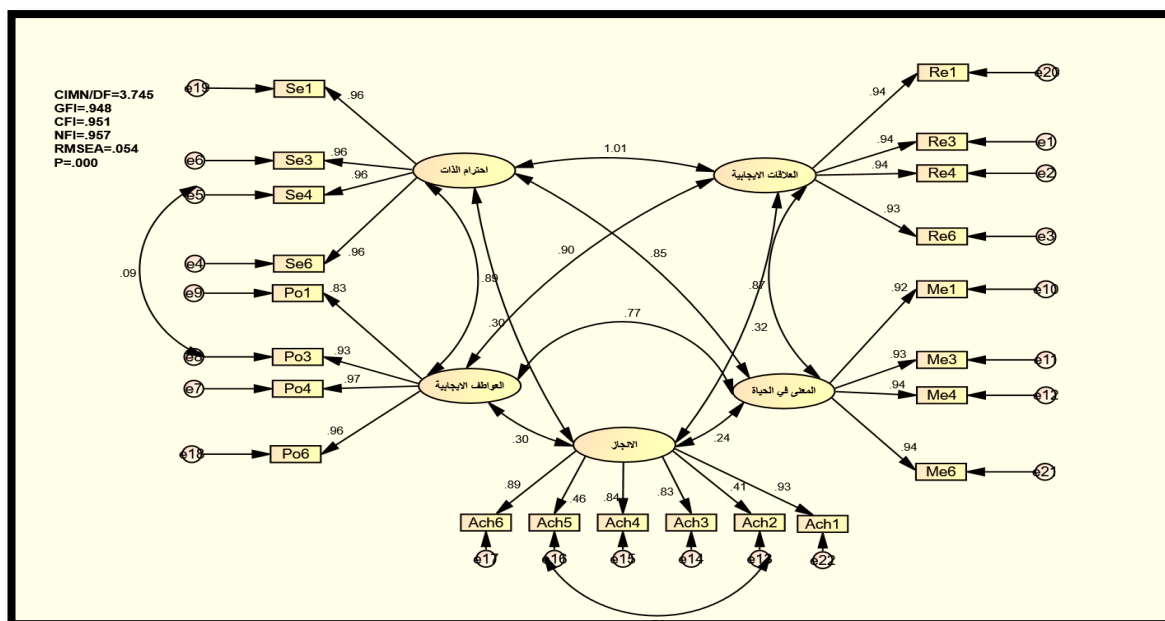 CIMN/DF=3.745
GFI=.948
CFI=.951
NFI=.957
RMSEA=.054
P=.000
e19
Se1
.96
e6
Se3
.96
e5
Se4
.96
e4
Se6
.96
.09
e9
Po1
.83
e8
Po3
.93
e7
Po4
.97
e18
Po6
.96
احترام الذات
العلاقات الايجابية
العواطف الايجابية
المعنى في الحياة
الانجاز
1.01
.90
.85
.89
.30
.77
.87
.32
.30
.24
Re1
e20
.94
Re3
e1
.94
Re4
e2
.94
Re6
e3
.93
Me1
e10
.92
Me3
e11
.93
Me4
e12
.94
Me6
e21
.94
.89
.46
.84
.83
.41
.93
Ach6
Ach5
Ach4
Ach3
Ach2
Ach1
e17
e16
e15
e14
e13
e22